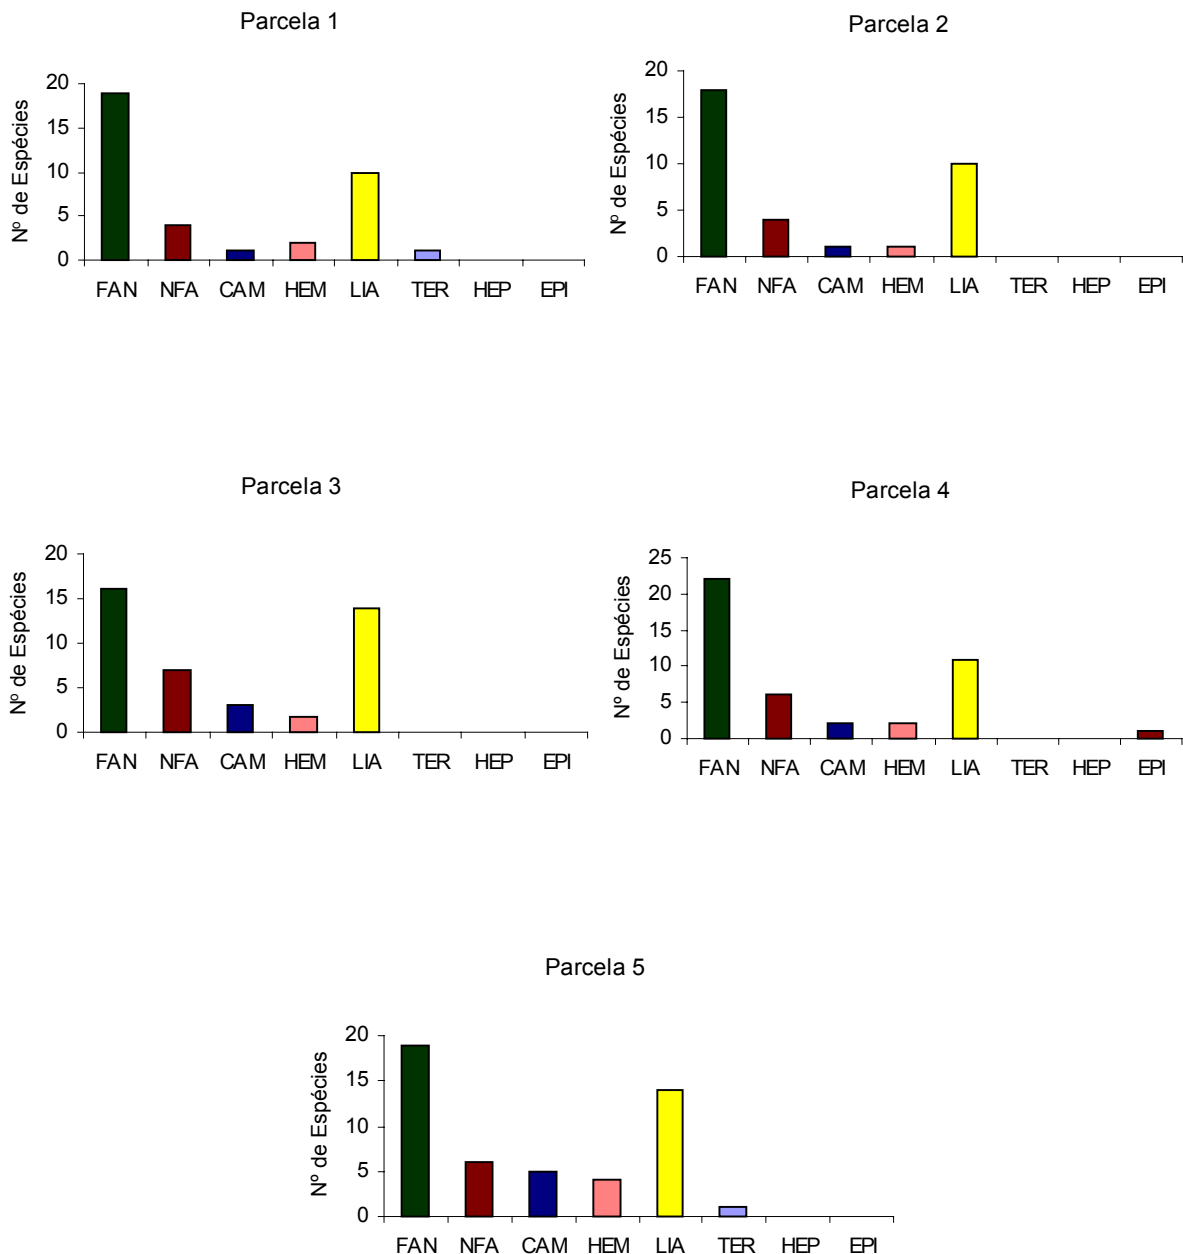 Parcela 1
Nº de Espécies
20
15
10
5
0
FAN NFA CAM HEM LIA TER HEP EPI
Parcela 2
Nº de Espécies
20
15
10
5
0
FAN NFA CAM HEM LIA TER HEP EPI
Parcela 3
Nº de Espécies
20
15
10
5
0
FAN NFA CAM HEM LIA TER HEP EPI
Parcela 4
Nº de Espécies
25
20
15
10
5
0
FAN NFA CAM HEM LIA TER HEP EPI
Parcela 5
Nº de Espécies
20
15
10
5
0
FAN NFA CAM HEM LIA TER HEP EPI